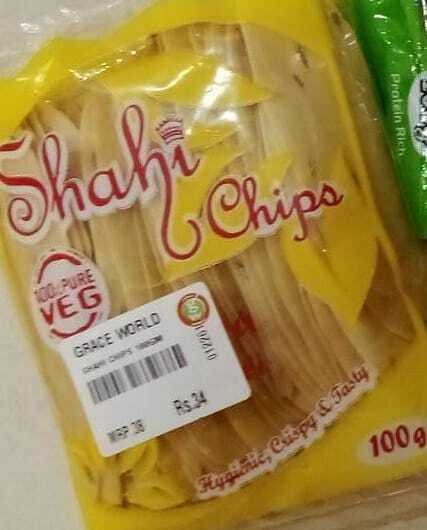 Shahi
Chips
100% PURE
VEG
GRACE WORLD
SHAHI CHIPS 100GM
MRP 38
Rs.34
Hygienic, Crispy & Tasty
100g
Protein Rich